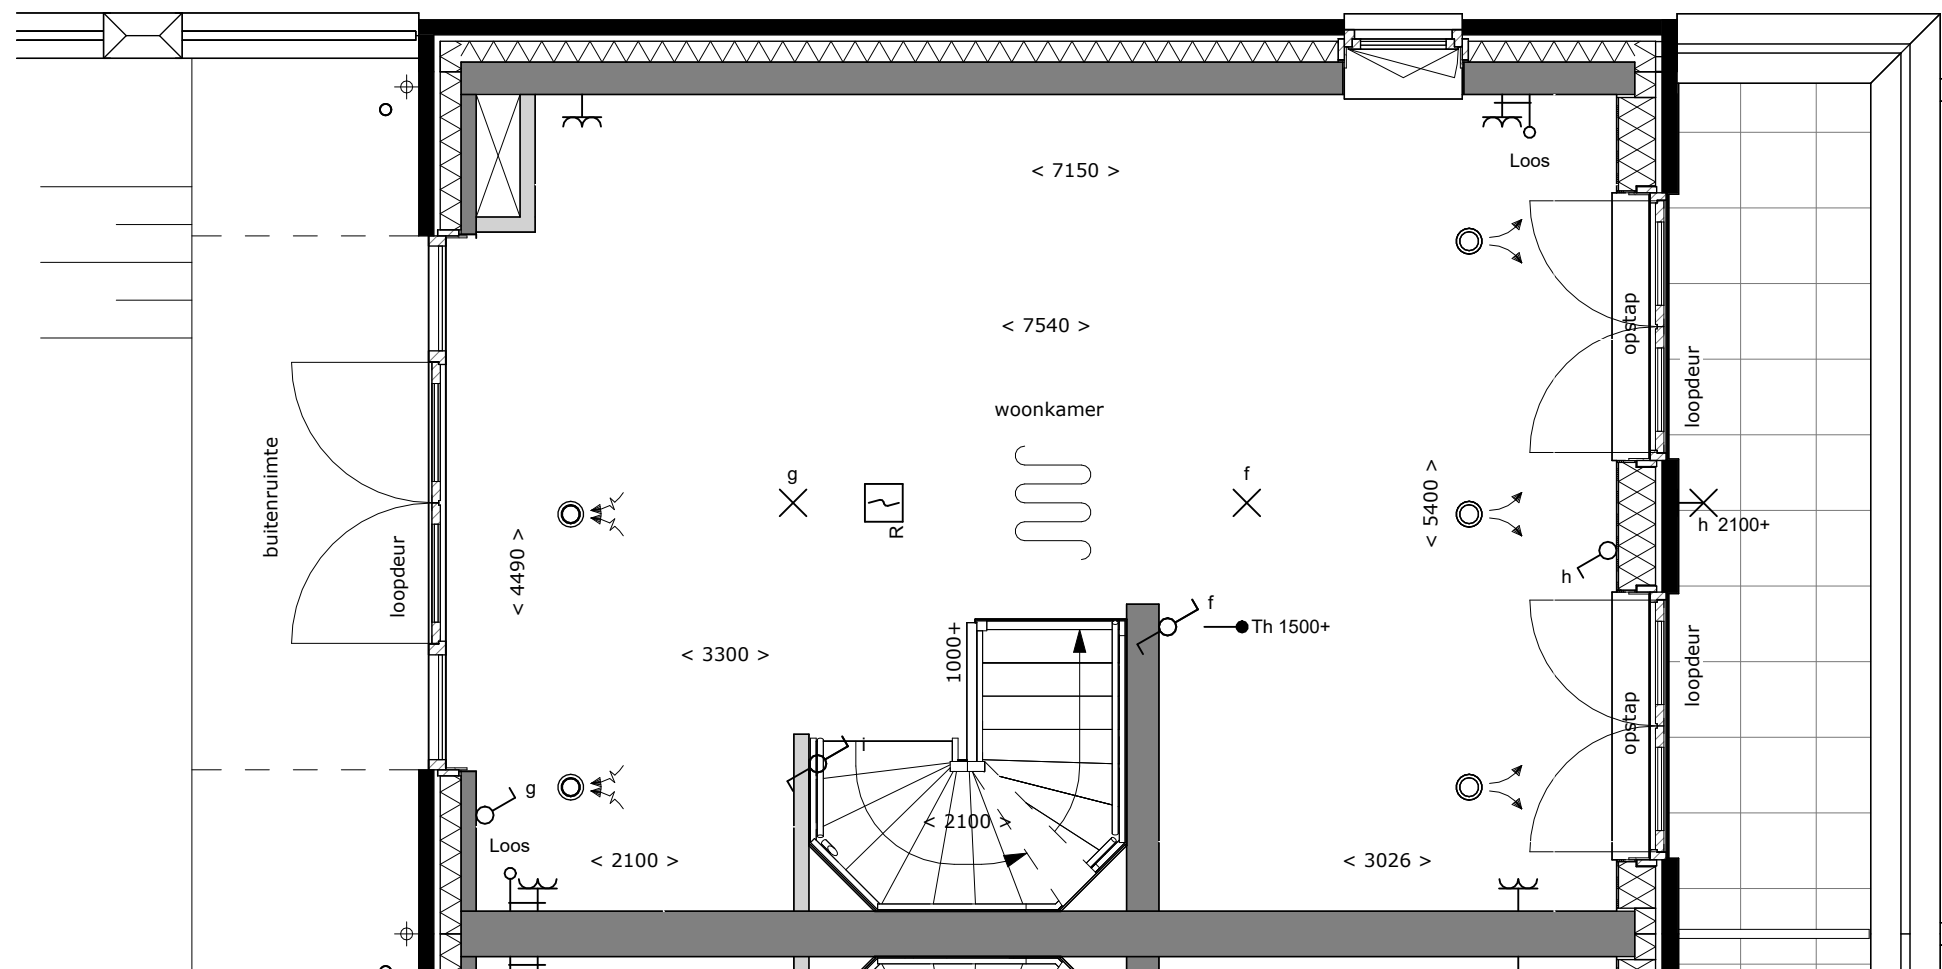 Loos
< 7150 >
< 7540 >
opstap
loopdeur
woonkamer
buitenruimte
loopdeur
< 4490 >
g
R
f
< 5400 >
h 2100+
h
f
Th 1500+
1000+
< 3300 >
opstap
loopdeur
i
g
Loos
< 2100 >
< 2100 >
< 3026 >